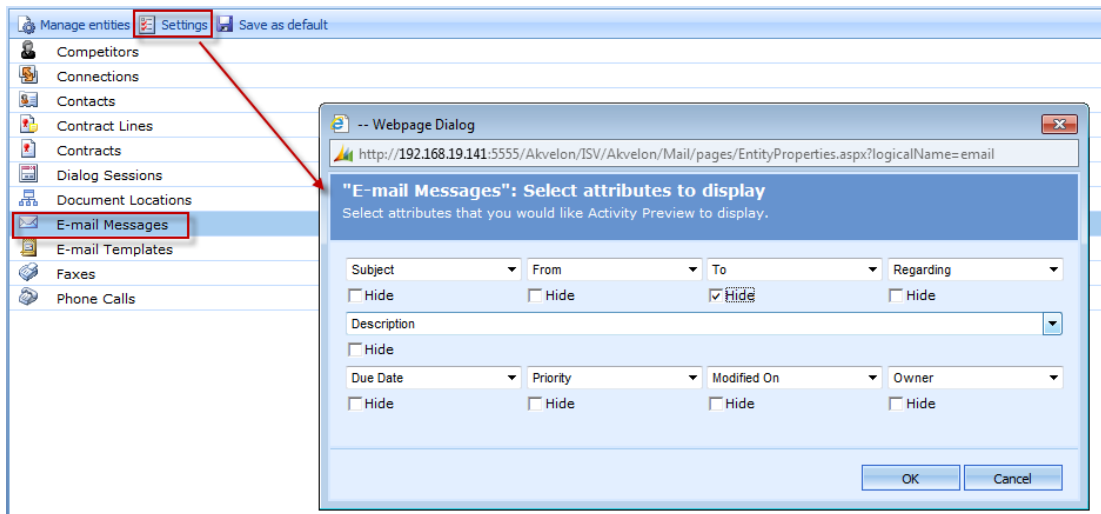 Manage entities Settings Save as default
Competitors
Connections
Contacts
Contract Lines
Contracts
Dialog Sessions
Document Locations
E-mail Messages
E-mail Templates
Faxes
Phone Calls
-- Webpage Dialog
http://192.168.19.141:5555/Akvelon/ISV/Akvelon/Mail/pages/EntityProperties.aspx?logicalName=email
"E-mail Messages": Select attributes to display
Select attributes that you would like Activity Preview to display.
Subject From To Regarding
Hide Hide Hide Hide
Description
Hide
Due Date Priority Modified On Owner
Hide Hide Hide Hide
OK Cancel